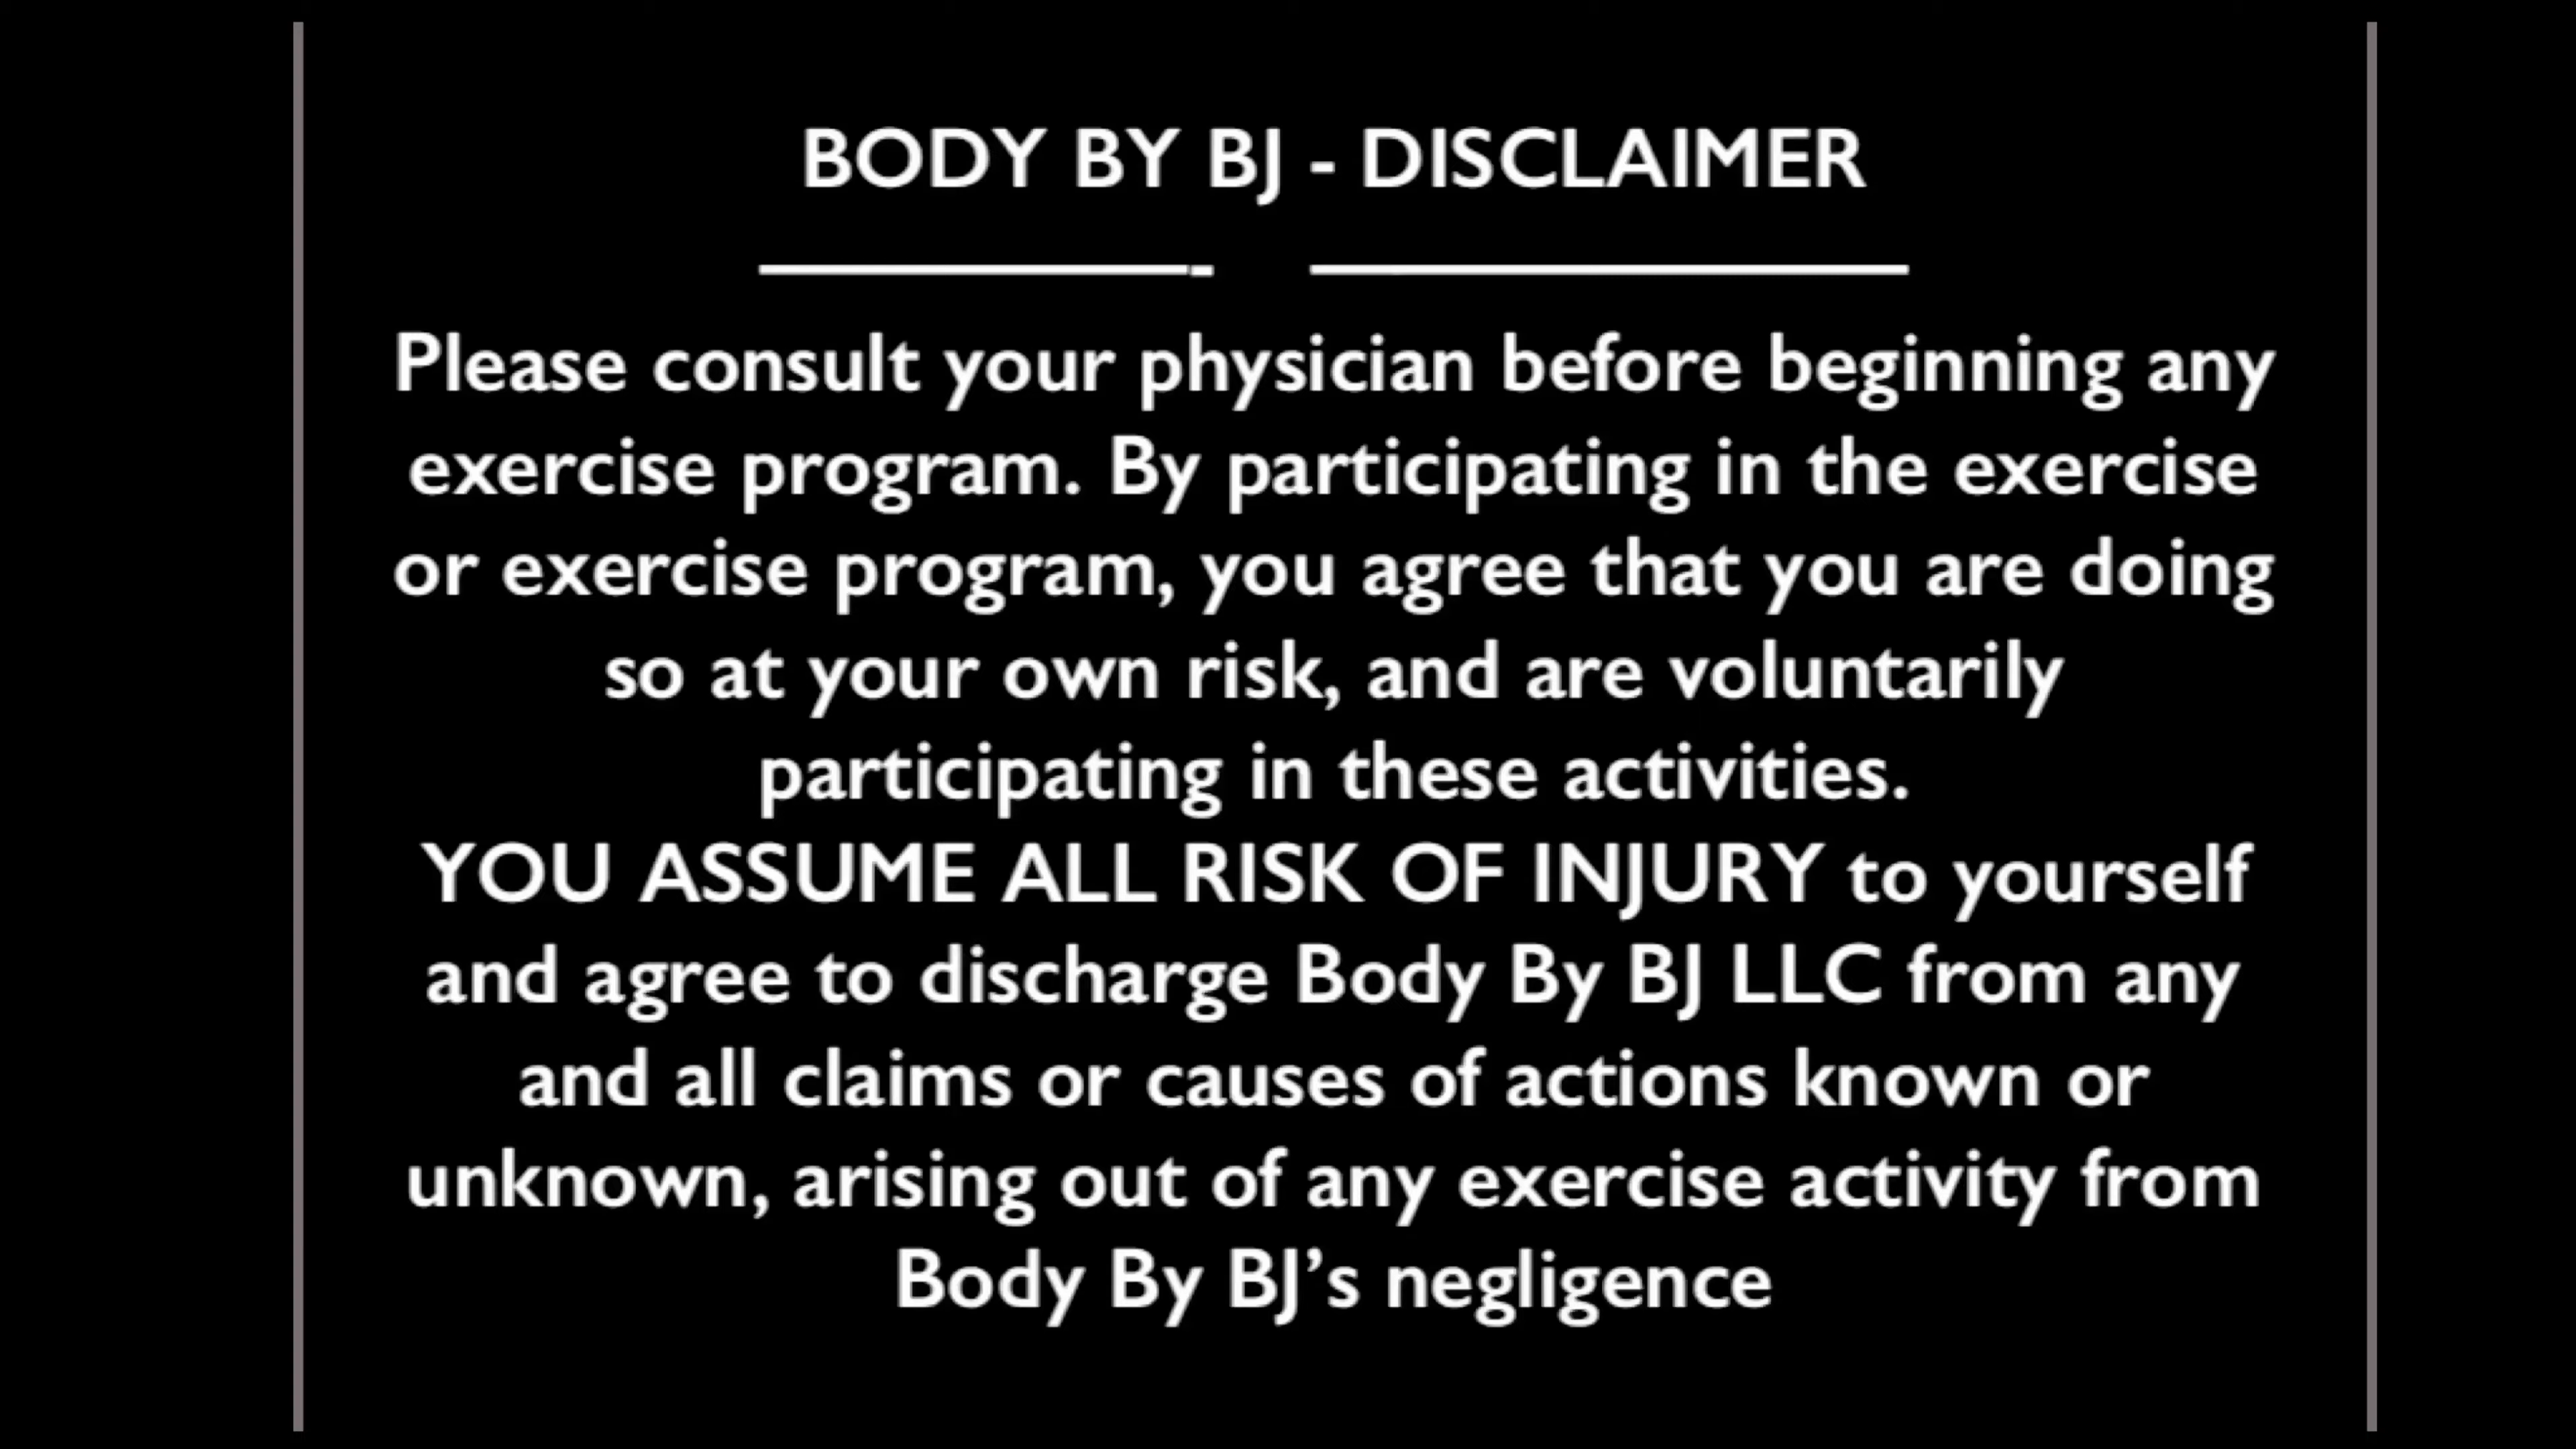 BODY BY BJ - DISCLAIMER
Please consult your physician before beginning any
exercise program. By participating in the exercise
or exercise program, you agree that you are doing
so at your own risk, and are voluntarily
participating in these activities.
YOU ASSUME ALL RISK OF INJURY to yourself
and agree to discharge Body By BJ LLC from any
and all claims or causes of actions known or
unknown, arising out of any exercise activity from
Body By BJ’s negligence